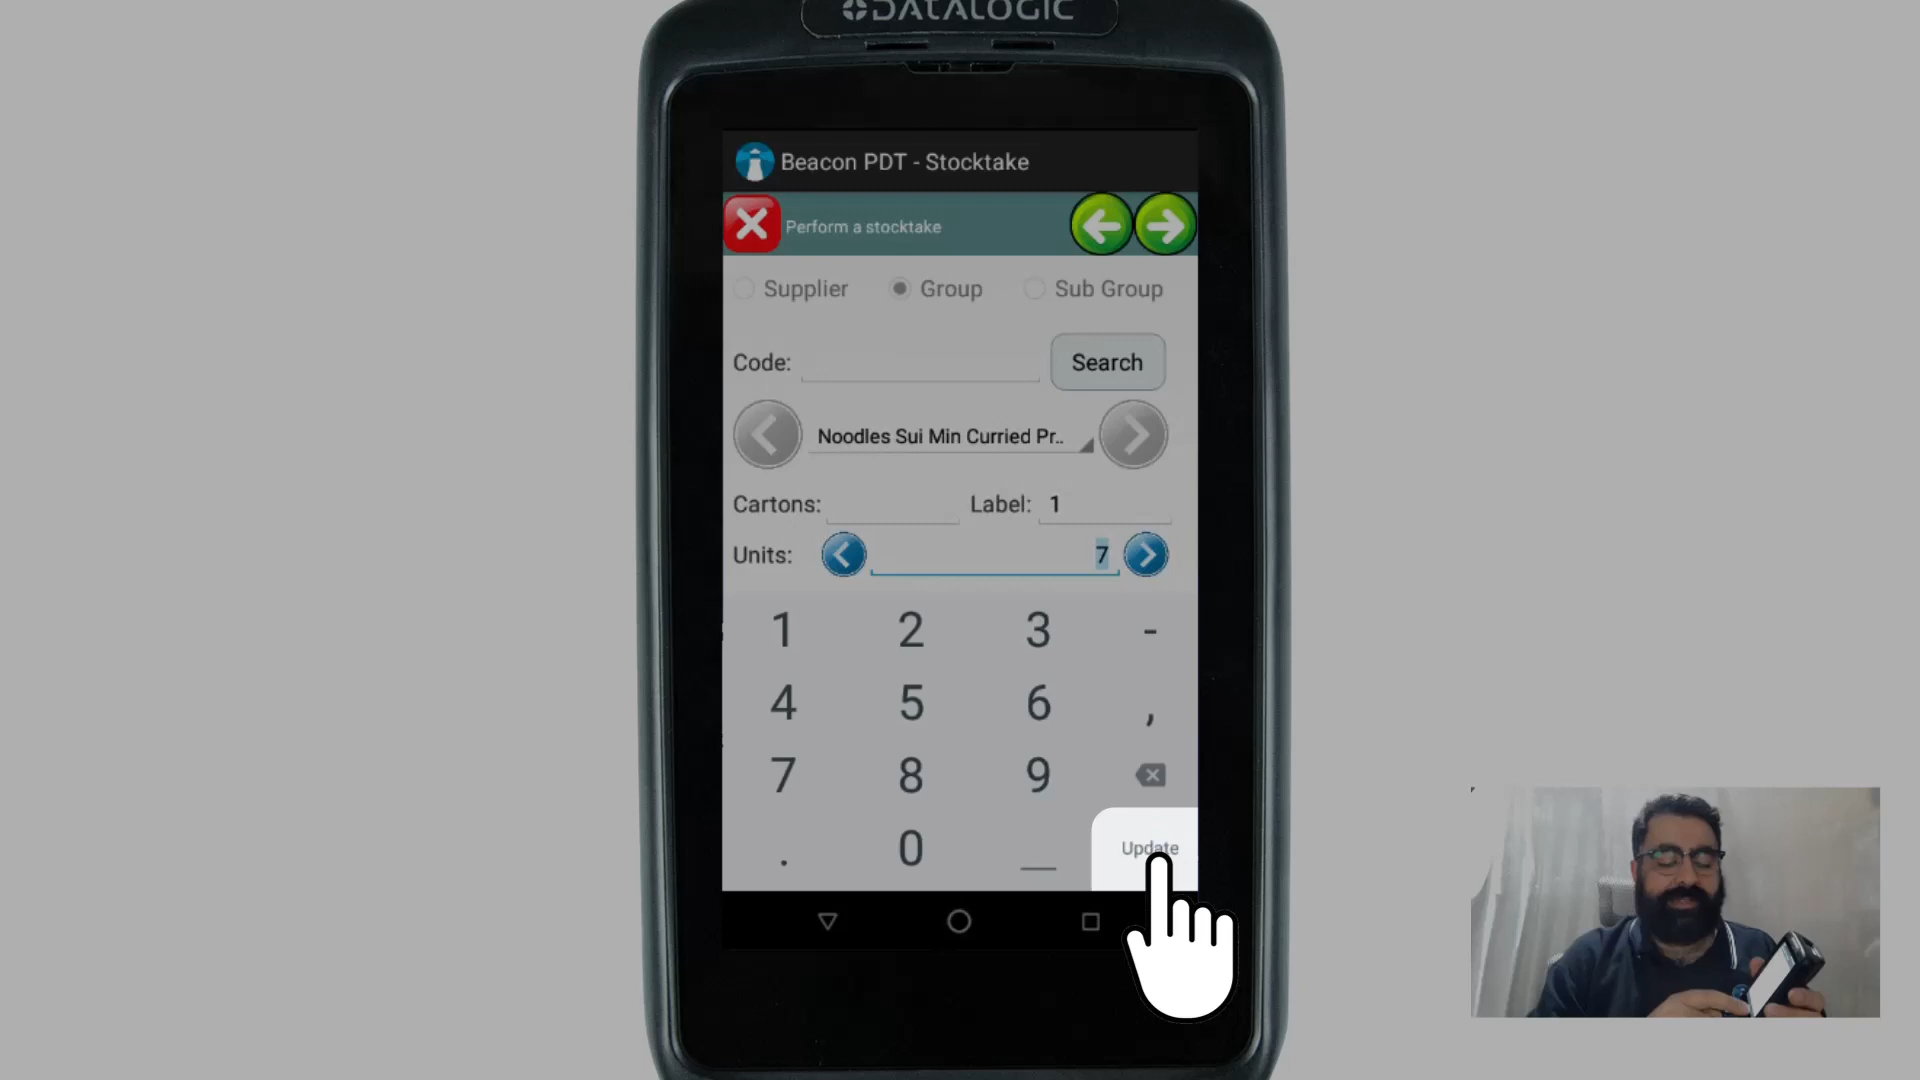 DATALOGIC
Beacon PDT - Stocktake
Perform a stocktake
Supplier Group Sub Group
Code: Search
Noodles Sui Min Curried Pr..
Cartons: Label: 1
Units: 7
1 2 3 -
4 5 6 ,
7 8 9
. 0 _ Update